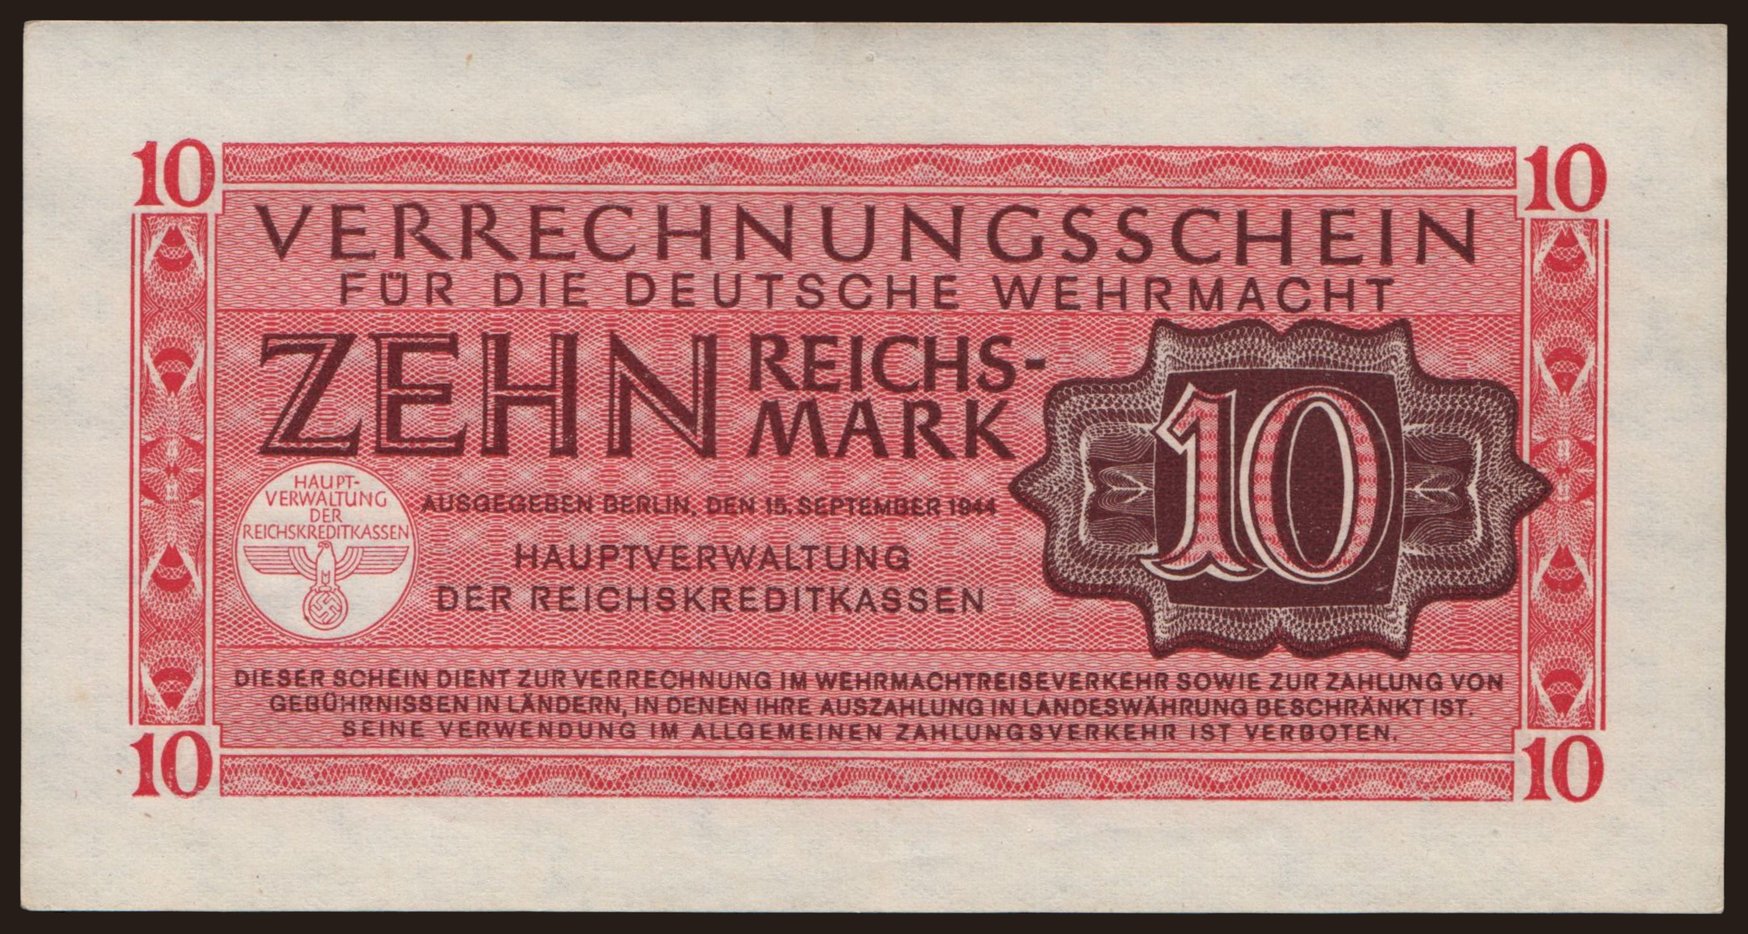 10 10
VERRECHNUNGSSCHEIN
FÜR DIE DEUTSCHE WEHRMACHT
ZEHN REICHS-
MARK
10
HAUPT-
VERWALTUNG
DER
REICHSKREDITKASSEN
AUSGEGEBEN BERLIN, DEN 15. SEPTEMBER 1944
HAUPTVERWALTUNG
DER REICHSKREDITKASSEN
DIESER SCHEIN DIENT ZUR VERRECHNUNG IM WEHRMACHTREISEVERKEHR SOWIE ZUR ZAHLUNG VON
GEBÜHRNISSEN IN LÄNDERN, IN DENEN IHRE AUSZAHLUNG IN LANDESWÄHRUNG BESCHRÄNKT IST.
SEINE VERWENDUNG IM ALLGEMEINEN ZAHLUNGSVERKEHR IST VERBOTEN.
10 10